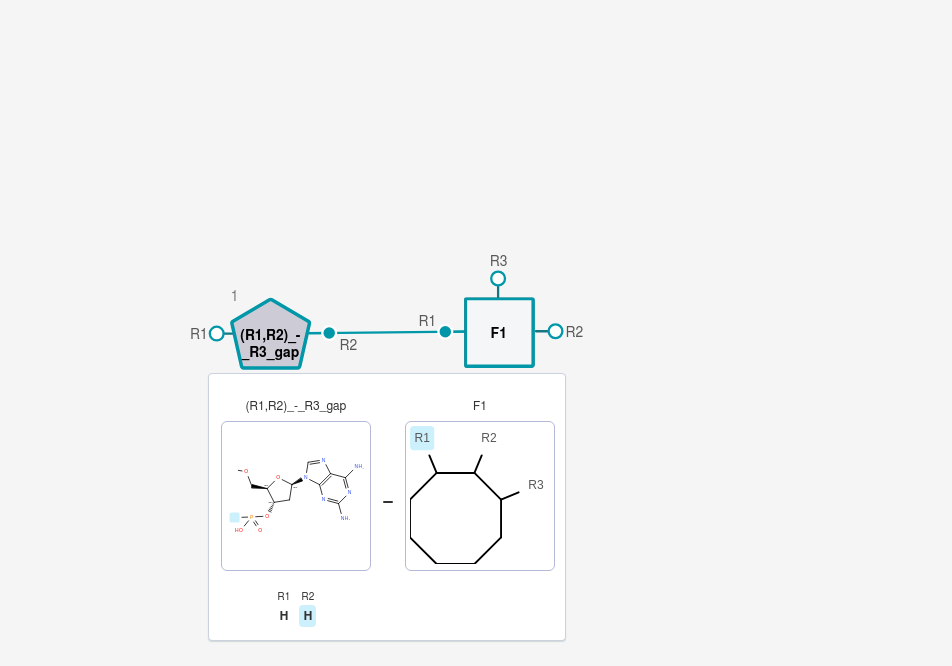 R3
1
R1
(R1,R2)_-
_R3_gap
R2
R1
F1
R2
(R1,R2)_-_R3_gap
F1
R1
R2
R3
O
O
P
O
HO
O
N
N
N
N
NH₂
NH₂
R1 R2
H H